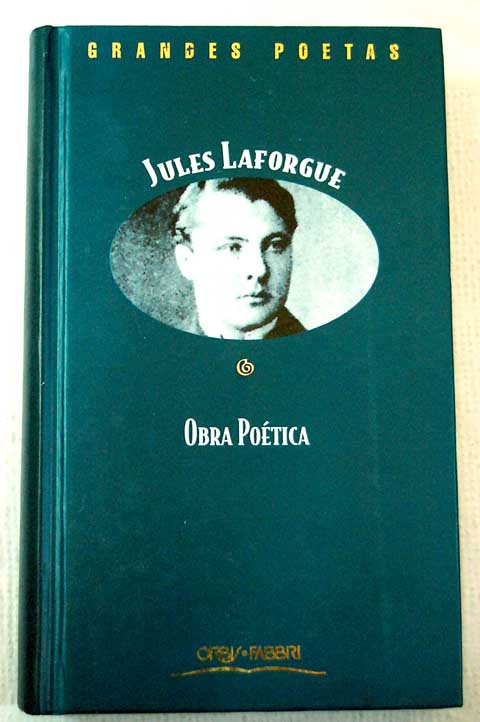 GRANDES POETAS
JULES LAFORGUE
OBRA POÉTICA
ORBIS • FABBRI